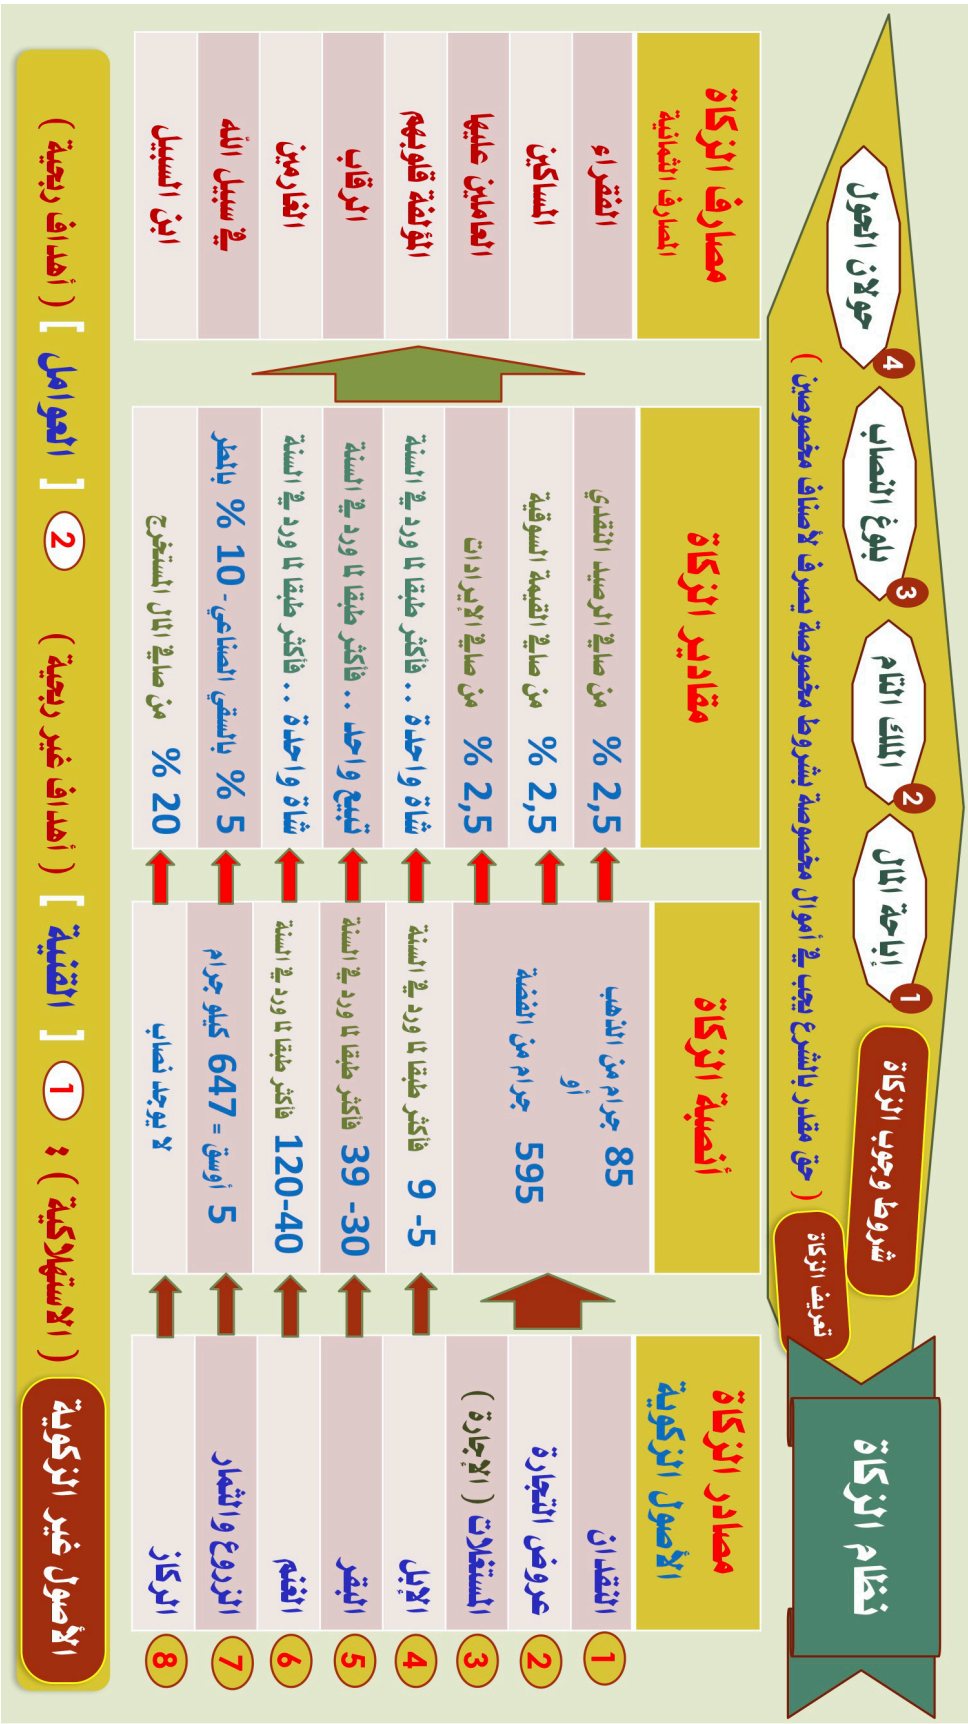 نظام الزكاة
شروط وجوب الزكاة
1 إباحة المال
2 الملك التام
3 بلوغ النصاب
4 حولان الحول
تعريف الزكاة
( حق مقدر بالشرع يجب في أموال مخصوصة بشروط مخصوصة يصرف لأصناف مخصوصين )
مصادر الزكاة
الأصول الزكوية
1 النقدان
2 عروض التجارة
3 المستغلات ( الإجارة )
4 الإبل
5 البقر
6 الغنم
7 الزروع والثمار
8 الركاز
أنصبة الزكاة
85 جرام من الذهب
أو
595 جرام من الفضة
5- 9 فأكثر طبقا لما ورد في السنة
30- 39 فأكثر طبقا لما ورد في السنة
40-120 فأكثر طبقا لما ورد في السنة
5 أوسق = 647 كيلو جرام
لا يوجد نصاب
مقادير الزكاة
2,5 % من صافي الرصيد النقدي
2,5 % من صافي القيمة السوقية
2,5 % من صافي الإيرادات
شاة واحدة .. فأكثر طبقا لما ورد في السنة
تبيع واحد .. فأكثر طبقا لما ورد في السنة
شاة واحدة .. فأكثر طبقا لما ورد في السنة
5 % بالسقي الصناعي - 10 % بالمطر
20 % من صافي المال المستخرج
مصارف الزكاة
المصارف الثمانية
الفقراء
المساكين
العاملين عليها
المؤلفة قلوبهم
الرقاب
الغارمين
في سبيل الله
ابن السبيل
الأصول غير الزكوية ( الاستهلاكية ) : 1 [ القنية ] ( أهداف غير ربحية ) 2 [ العوامل ] ( أهداف ربحية )